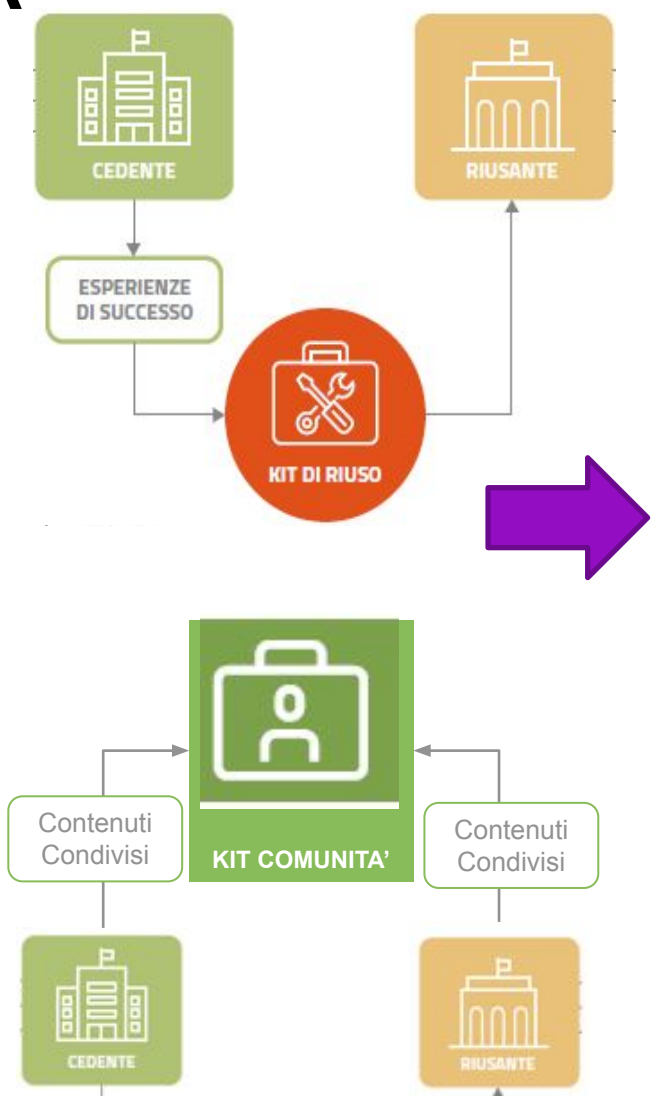 CEDENTE
RIUSANTE
ESPERIENZE
DI SUCCESSO
KIT DI RIUSO
KIT COMUNITA'
Contenuti
Condivisi
Contenuti
Condivisi
CEDENTE
RIUSANTE